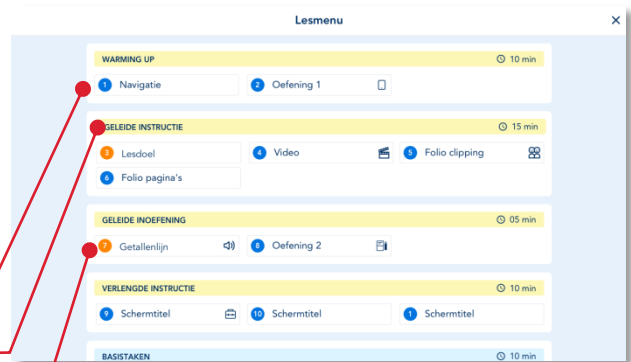 Lesmenu
WARMING UP 10 min
1 Navigatie 2 Oefening 1
GELEIDE INSTRUCTIE 15 min
3 Lesdoel 4 Video 5 Folio clipping
6 Folio pagina's
GELEIDE INOEFENING 05 min
7 Getallenlijn 8 Oefening 2
VERLENGDE INSTRUCTIE 10 min
9 Schermtitel 10 Schermtitel 1 Schermtitel
BASISTAKEN 10 min